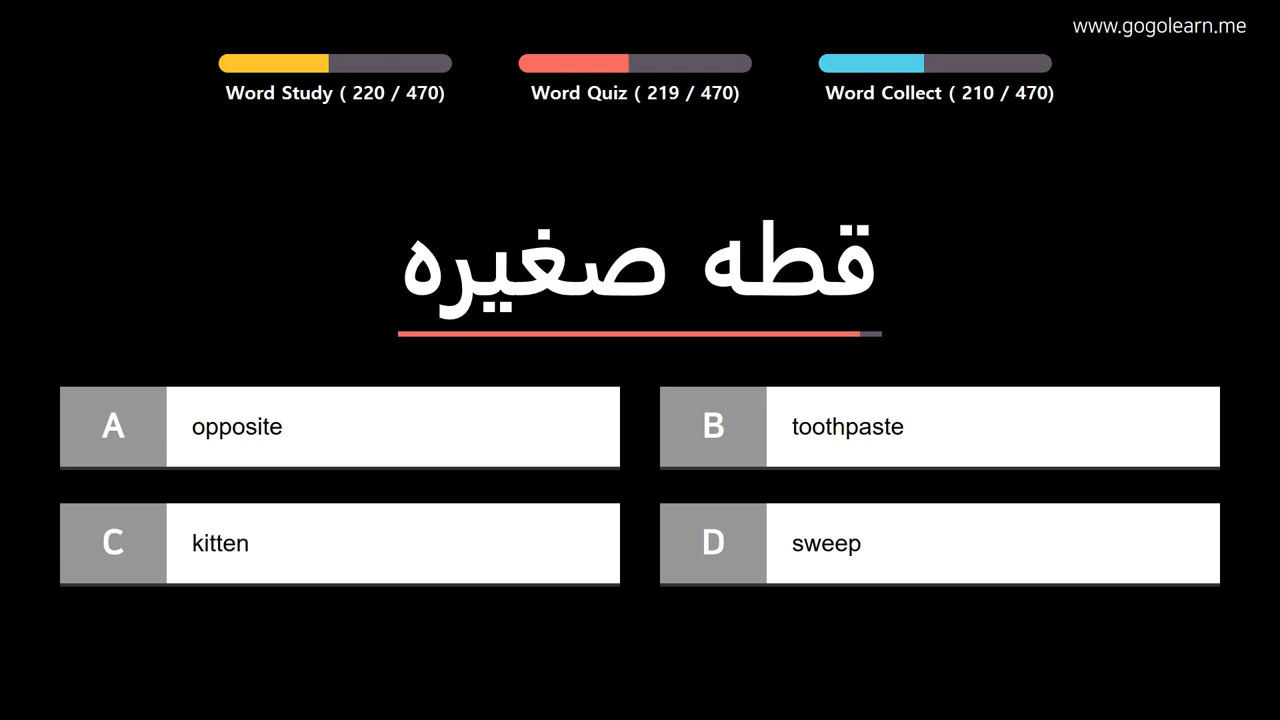 www.gogolearn.me
Word Study ( 220 / 470)
Word Quiz ( 219 / 470)
Word Collect ( 210 / 470)
قطه صغيره
A opposite
B toothpaste
C kitten
D sweep